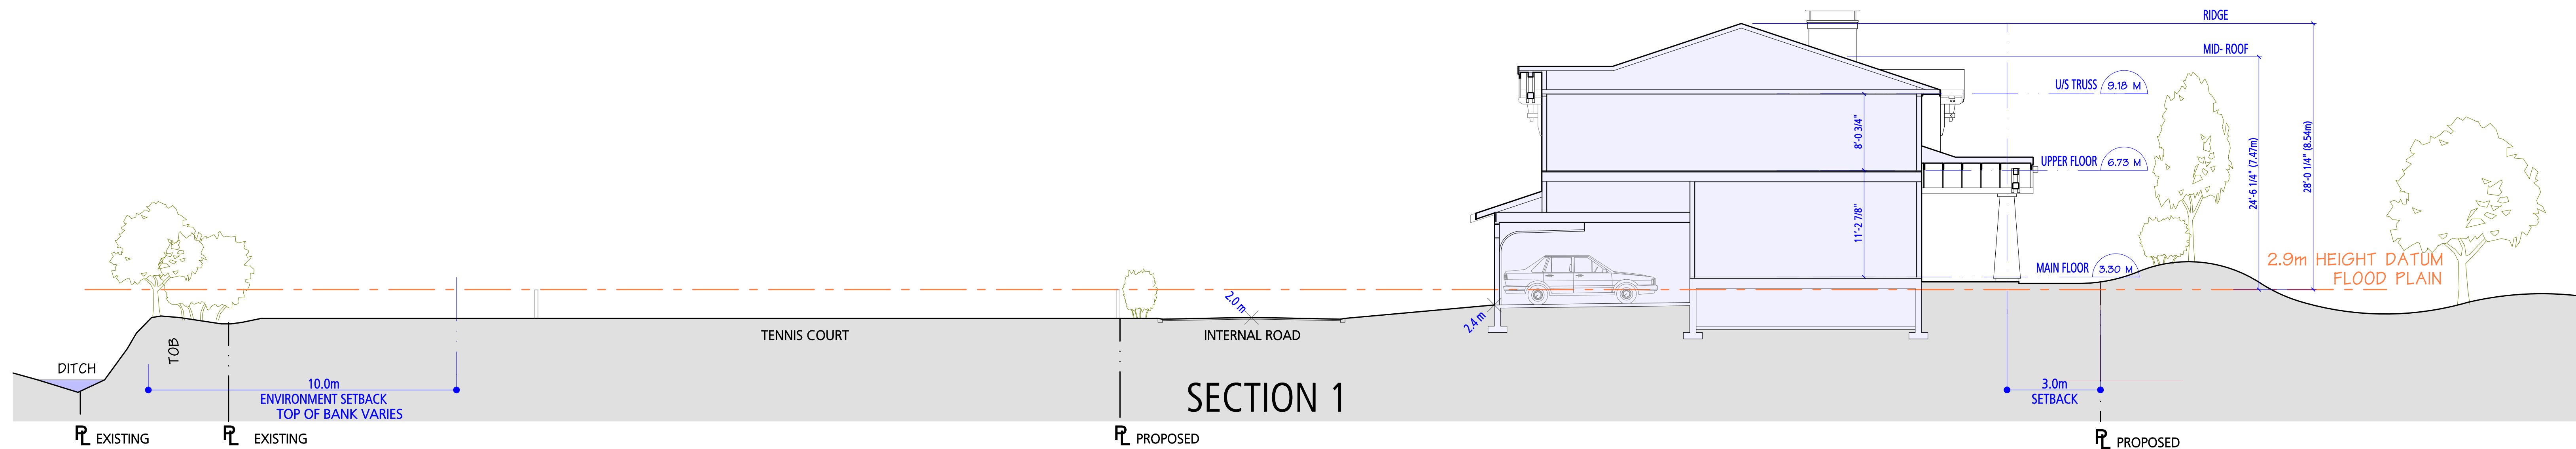 RIDGE
MID- ROOF
U/S TRUSS 9.18 M
8'-0 3/4"
UPPER FLOOR 6.73 M
24'-6 1/4" (7.47m)
28'-0 1/4" (8.54m)
11'-2 7/8"
MAIN FLOOR 3.30 M
2.9m HEIGHT DATUM
FLOOD PLAIN
2.0 m
2.4 m
TENNIS COURT
INTERNAL ROAD
TOB
DITCH
10.0m
ENVIRONMENT SETBACK
TOP OF BANK VARIES
SECTION 1
3.0m
SETBACK
PL EXISTING
PL EXISTING
PL PROPOSED
PL PROPOSED